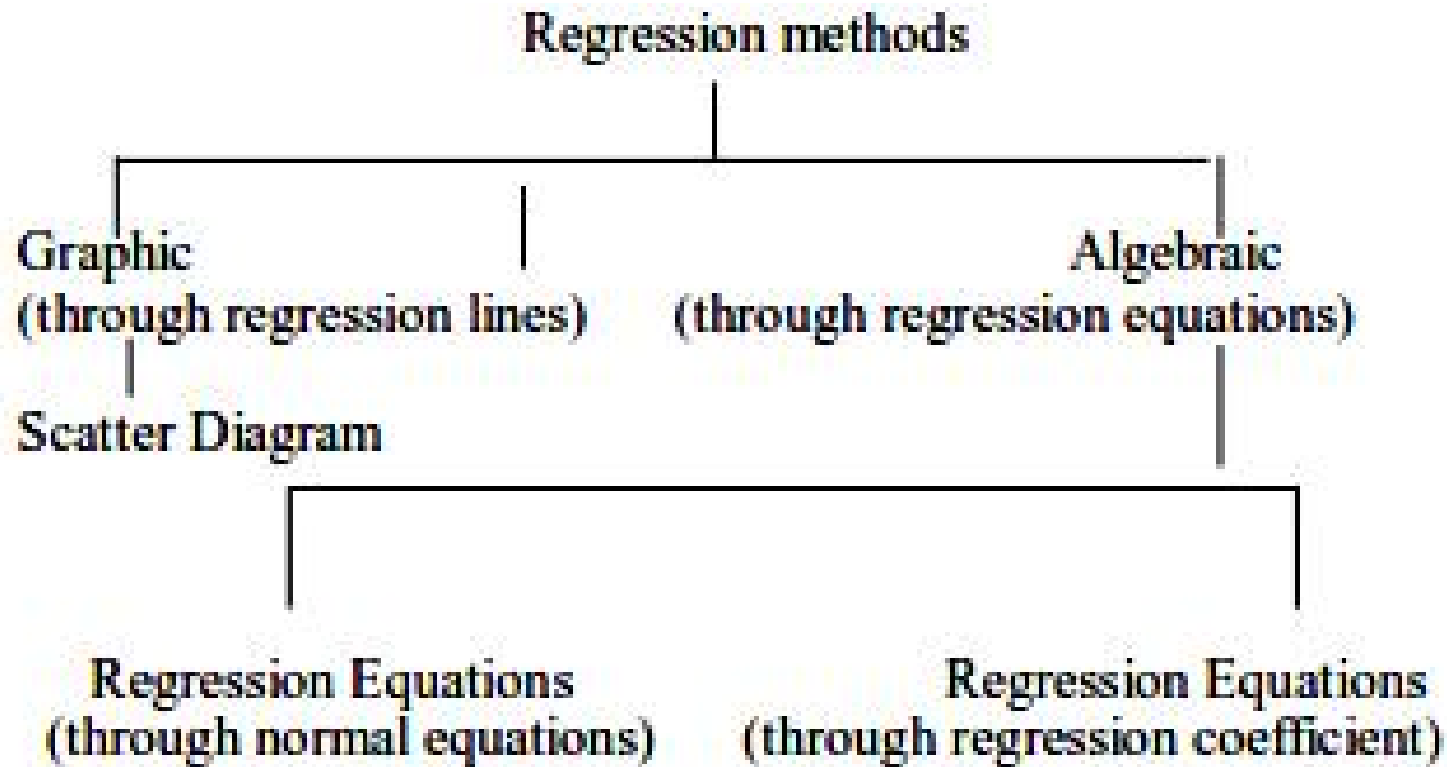 Regression methods
Graphic
(through regression lines)
Algebraic
(through regression equations)
Scatter Diagram
Regression Equations
(through normal equations)
Regression Equations
(through regression coefficient)